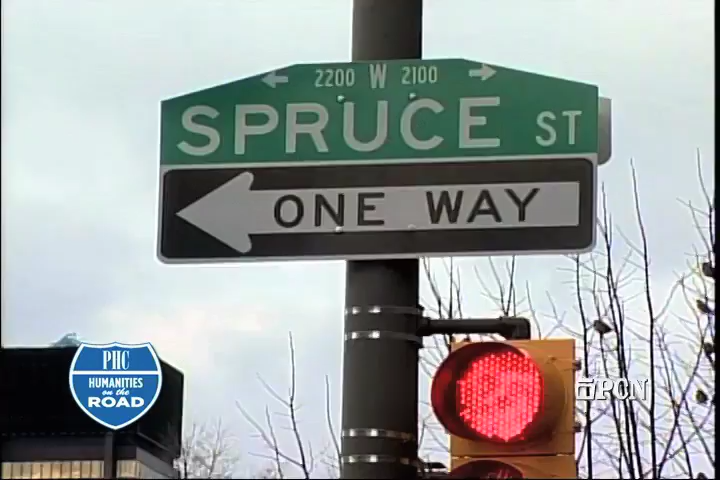 2200 W 2100
SPRUCE ST
ONE WAY
PHC
HUMANITIES
on the
ROAD
PCN